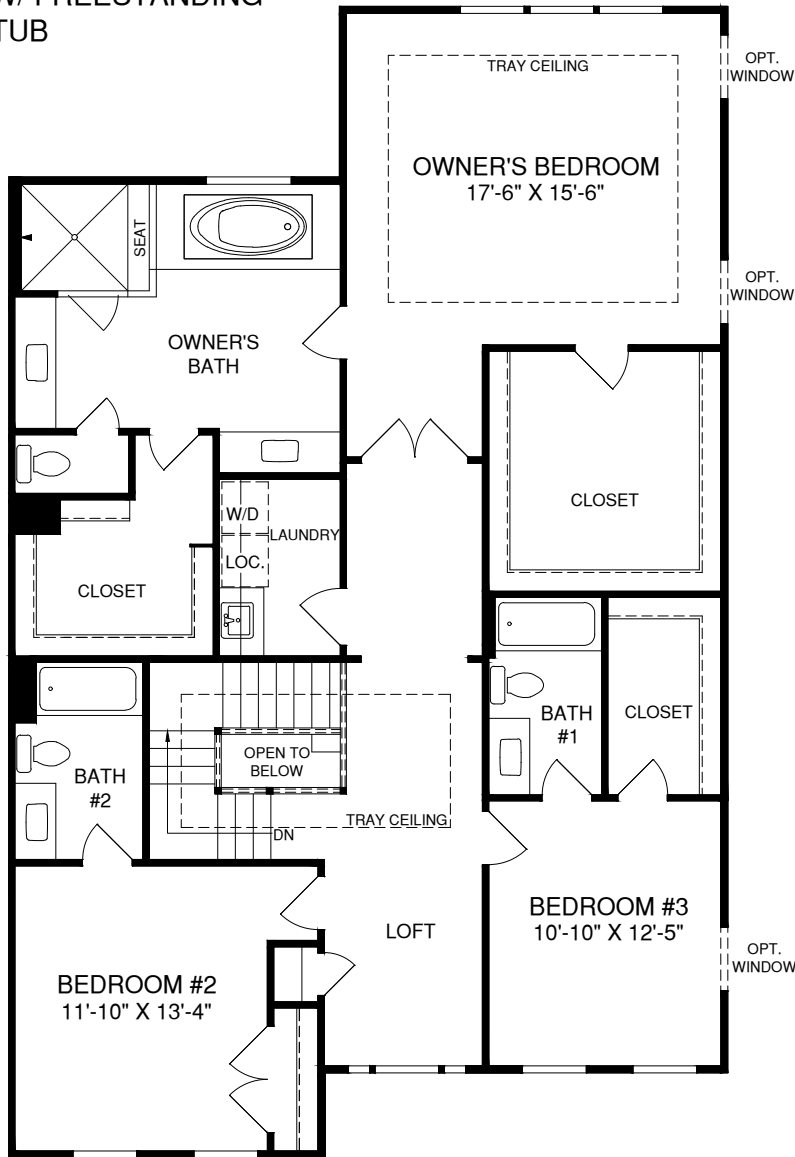 W/ FREESTANDING
TUB
TRAY CEILING
OPT.
WINDOW
OWNER'S BEDROOM
17'-6" X 15'-6"
SEAT
OPT.
WINDOW
OWNER'S
BATH
CLOSET
W/D
LAUNDRY
LOC.
CLOSET
BATH
#1
CLOSET
OPEN TO
BELOW
BATH
#2
TRAY CEILING
DN
BEDROOM #3
10'-10" X 12'-5"
LOFT
OPT.
WINDOW
BEDROOM #2
11'-10" X 13'-4"